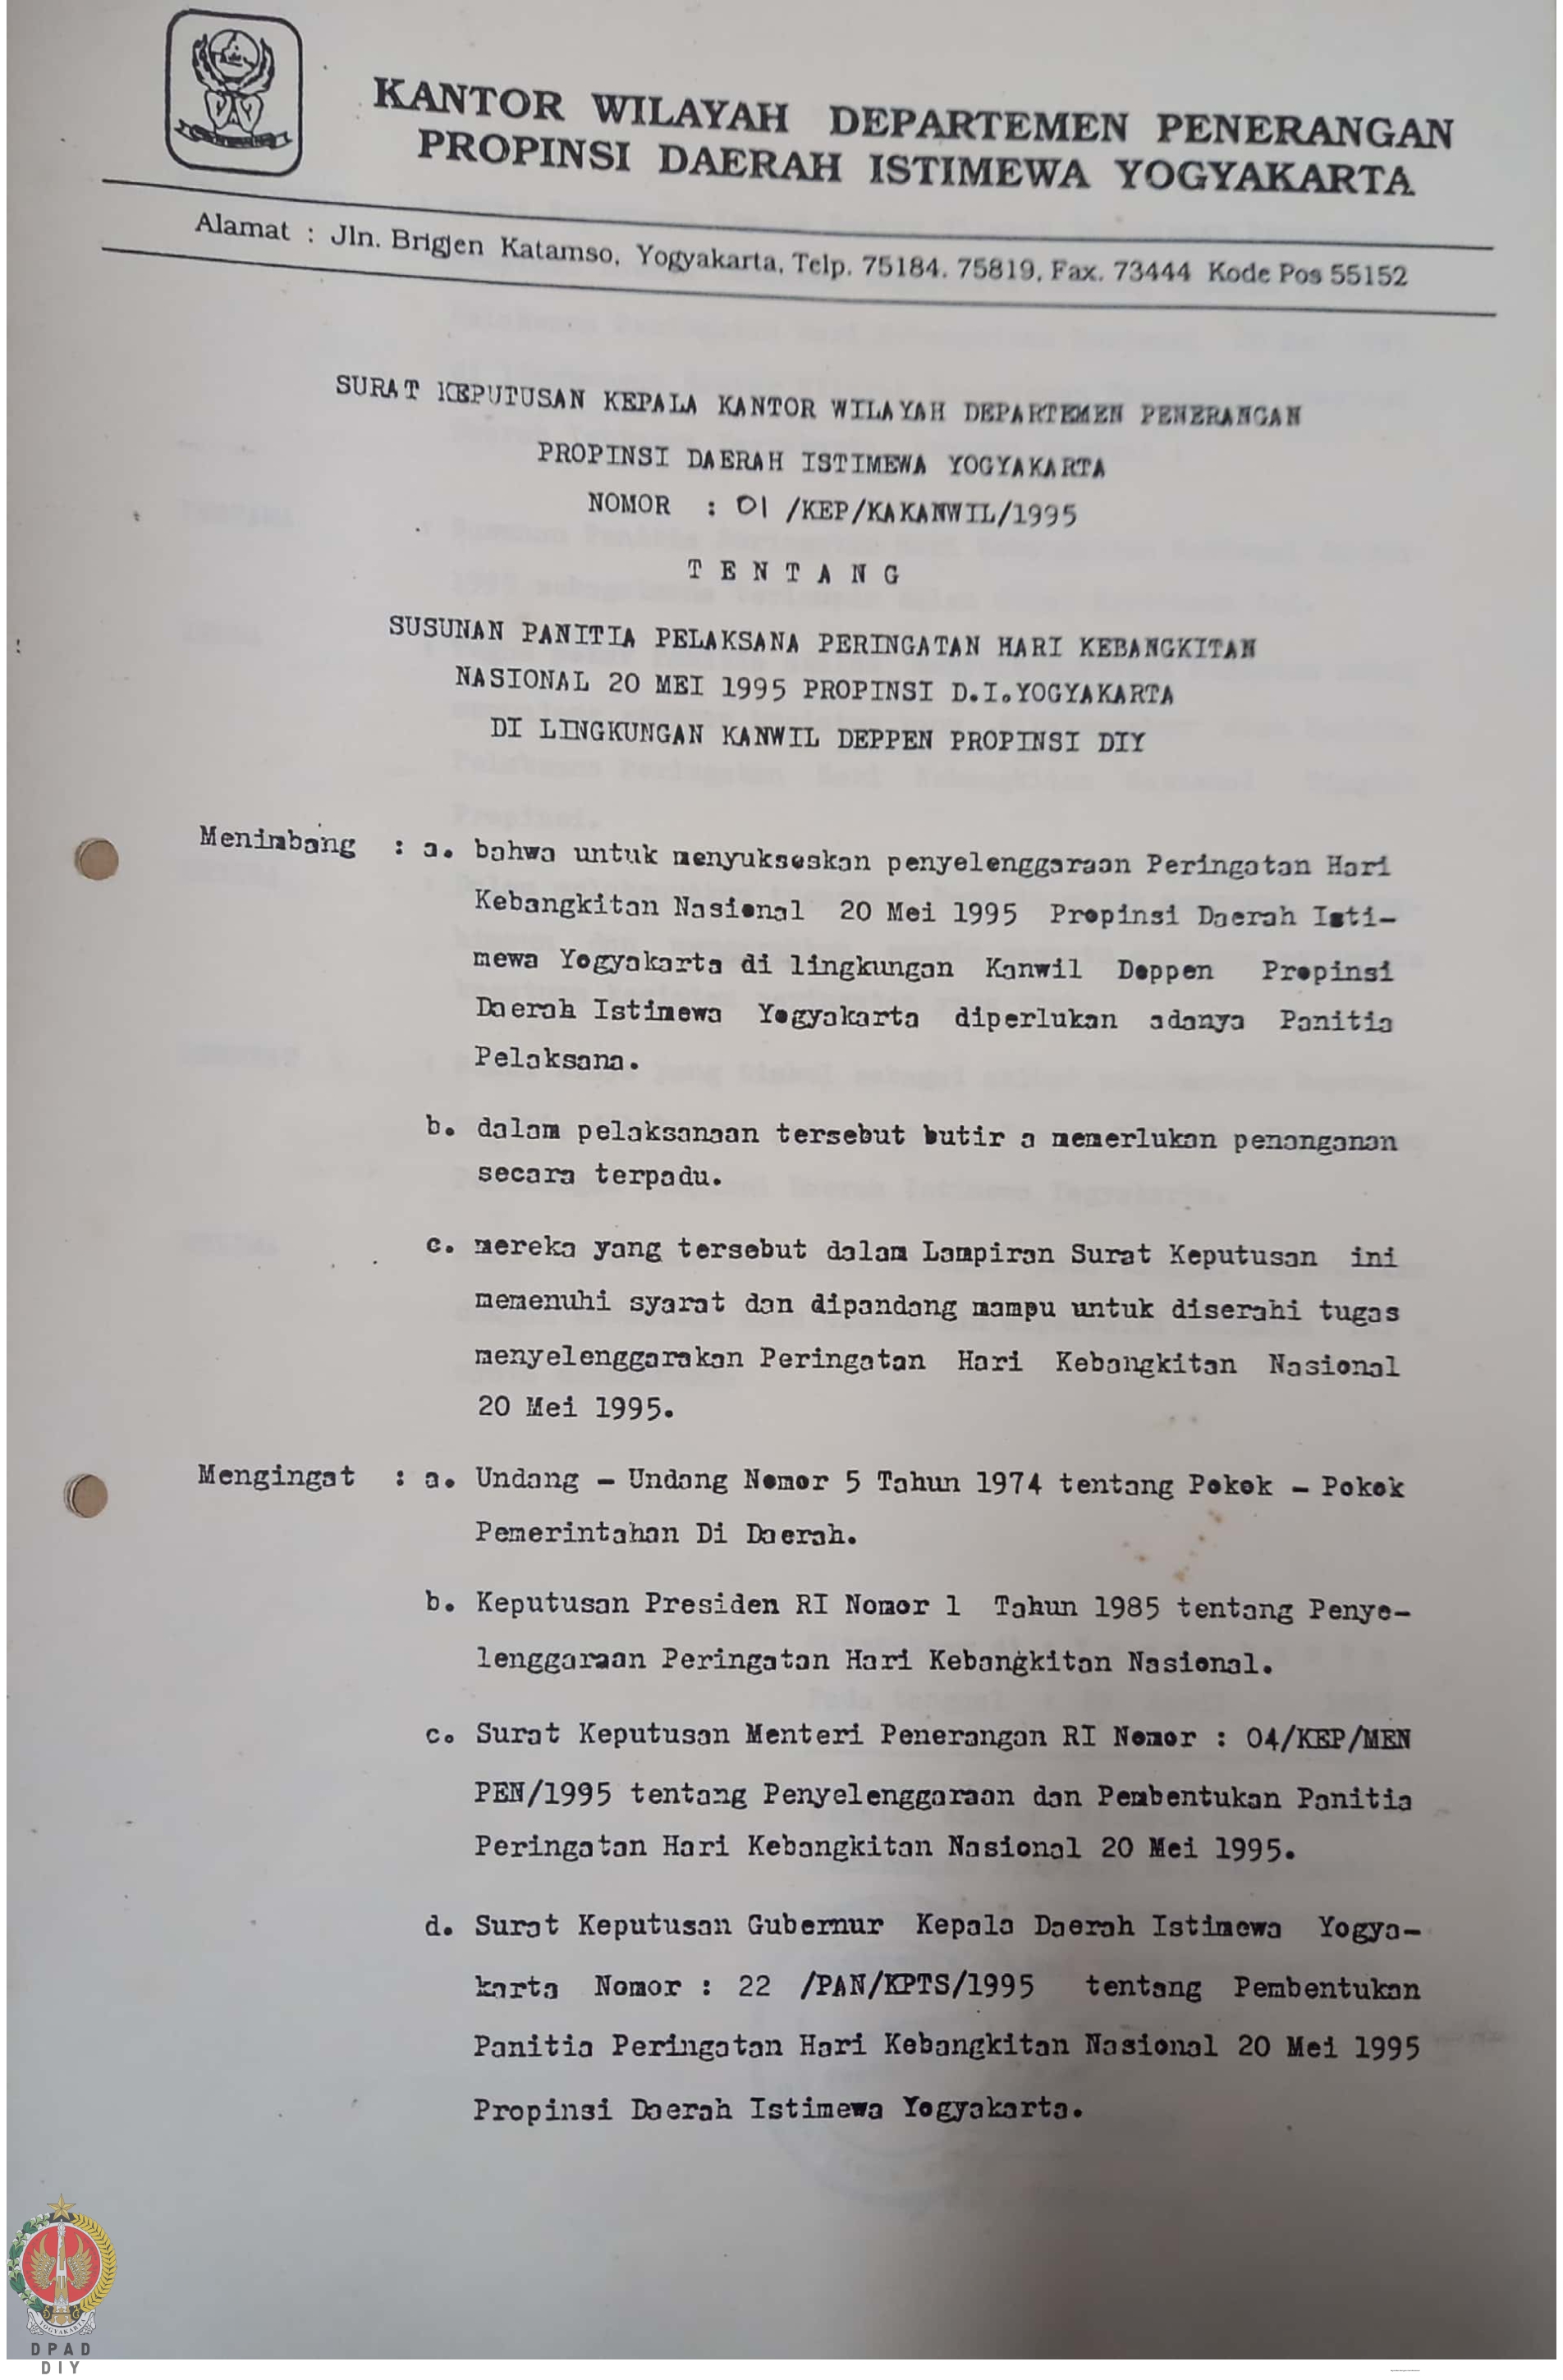 KANTOR WILAYAH DEPARTEMEN PENERANGAN
PROPINSI DAERAH ISTIMEWA YOGYAKARTA
Alamat : Jln. Brigjen Katamso, Yogyakarta, Telp. 75184. 75819, Fax. 73444 Kode Pos 55152
SURAT KEPUTUSAN KEPALA KANTOR WILAYAH DEPARTEMEN PENERANGAN
PROPINSI DAERAH ISTIMEWA YOGYAKARTA
NOMOR : 01 /KEP/KAKANWIL/1995
T E N T A N G
SUSUNAN PANITIA PELAKSANA PERINGATAN HARI KEBANGKITAN
NASIONAL 20 MEI 1995 PROPINSI D.I.YOGYAKARTA
DI LINGKUNGAN KANWIL DEPPEN PROPINSI DIY
Menimbang : a. bahwa untuk menyukseskan penyelenggaraan Peringatan Hari
Kebangkitan Nasional 20 Mei 1995 Propinsi Daerah Isti-
mewa Yogyakarta di lingkungan Kanwil Deppen Propinsi
Daerah Istimewa Yogyakarta diperlukan adanya Panitia
Pelaksana.
b. dalam pelaksanaan tersebut butir a memerlukan penanganan
secara terpadu.
c. mereka yang tersebut dalam Lampiran Surat Keputusan ini
memenuhi syarat dan dipandang mampu untuk diserahi tugas
menyelenggarakan Peringatan Hari Kebangkitan Nasional
20 Mei 1995.
Mengingat : a. Undang - Undang Nomor 5 Tahun 1974 tentang Pokok - Pokok
Pemerintahan Di Daerah.
b. Keputusan Presiden RI Nomor 1 Tahun 1985 tentang Penye-
lenggaraan Peringatan Hari Kebangkitan Nasional.
c. Surat Keputusan Menteri Penerangan RI Nomor : 04/KEP/MEN
PEN/1995 tentang Penyelenggaraan dan Pembentukan Panitia
Peringatan Hari Kebangkitan Nasional 20 Mei 1995.
d. Surat Keputusan Gubernur Kepala Daerah Istimewa Yogya-
karta Nomor : 22 /PAN/KPTS/1995 tentang Pembentukan
Panitia Peringatan Hari Kebangkitan Nasional 20 Mei 1995
Propinsi Daerah Istimewa Yogyakarta.
YOGYAKARTA
DPAD
DIY